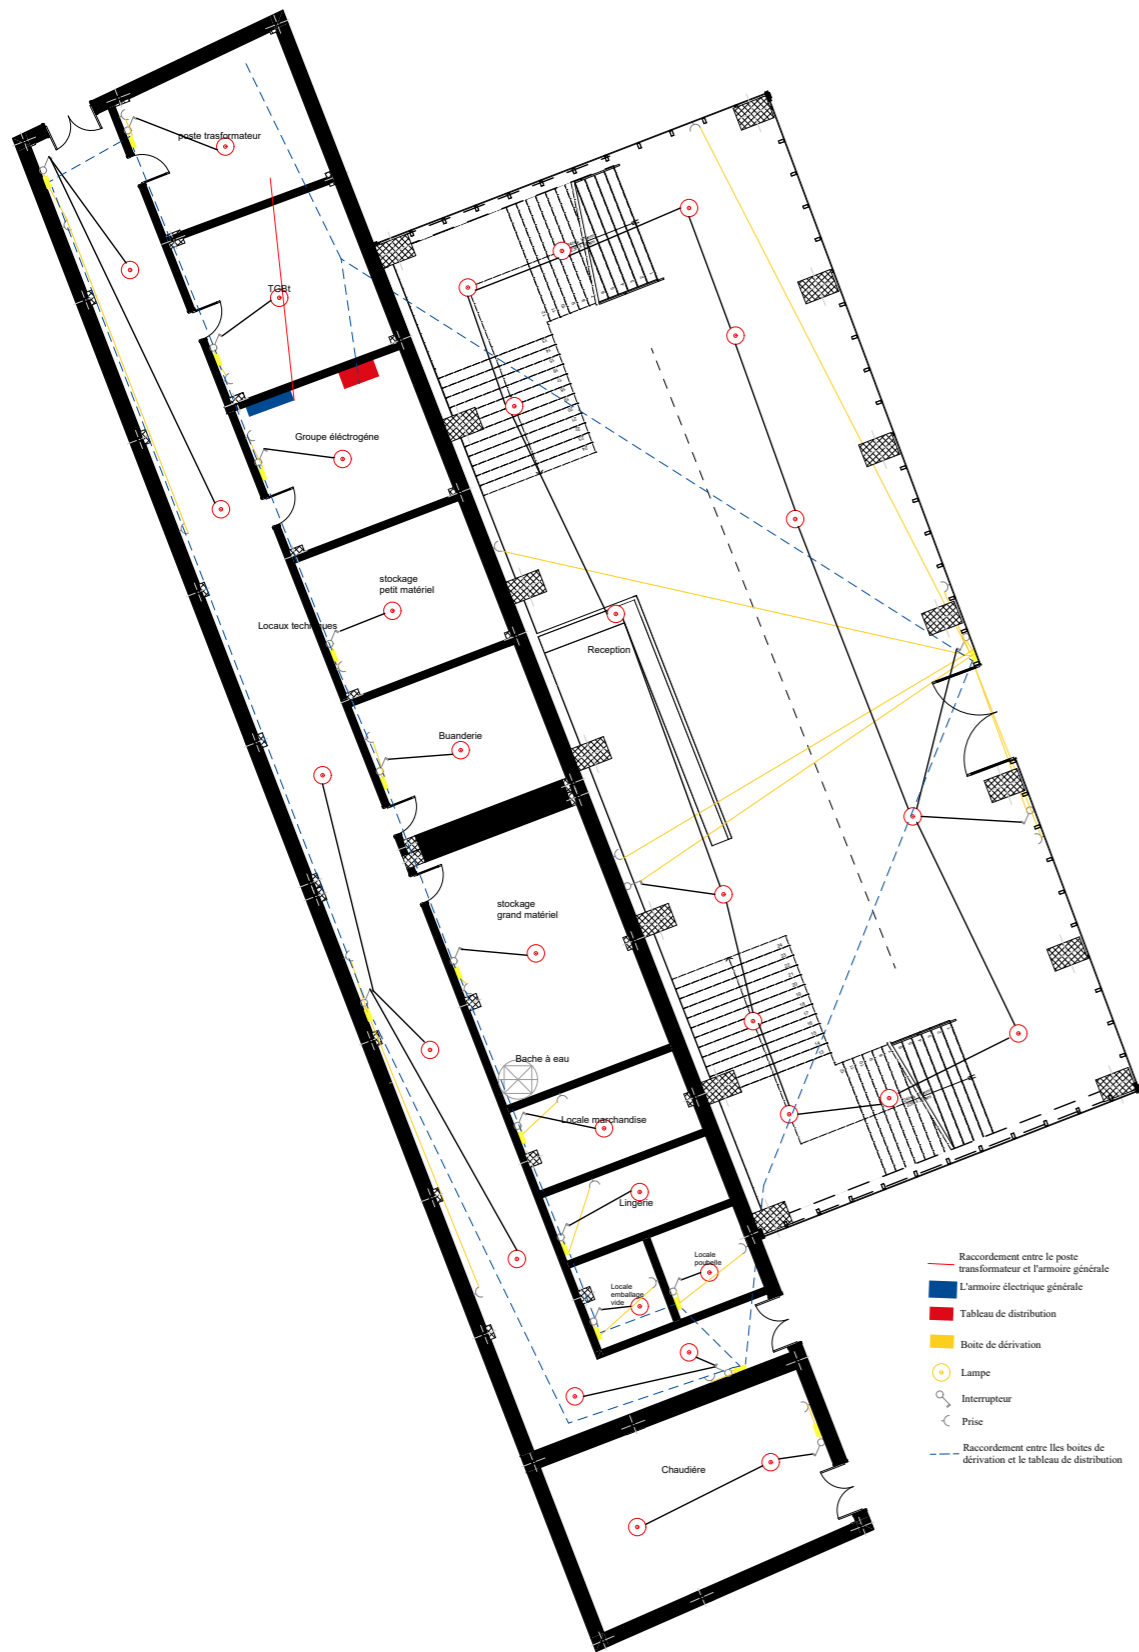 poste trasformateur
TGBt
Groupe éléctrogéne
stockage
petit matériel
Locaux techniques
Reception
Buanderie
stockage
grand matériel
Bache à eau
Locale marchandise
Lingerie
Locale
poubelle
Locale
emballage
vide
Chaudiére
Raccordement entre le poste
transformateur et l'armoire générale
L'armoire électrique générale
Tableau de distribution
Boite de dérivation
Lampe
Interrupteur
Prise
Raccordement entre lles boites de
dérivation et le tableau de distribution